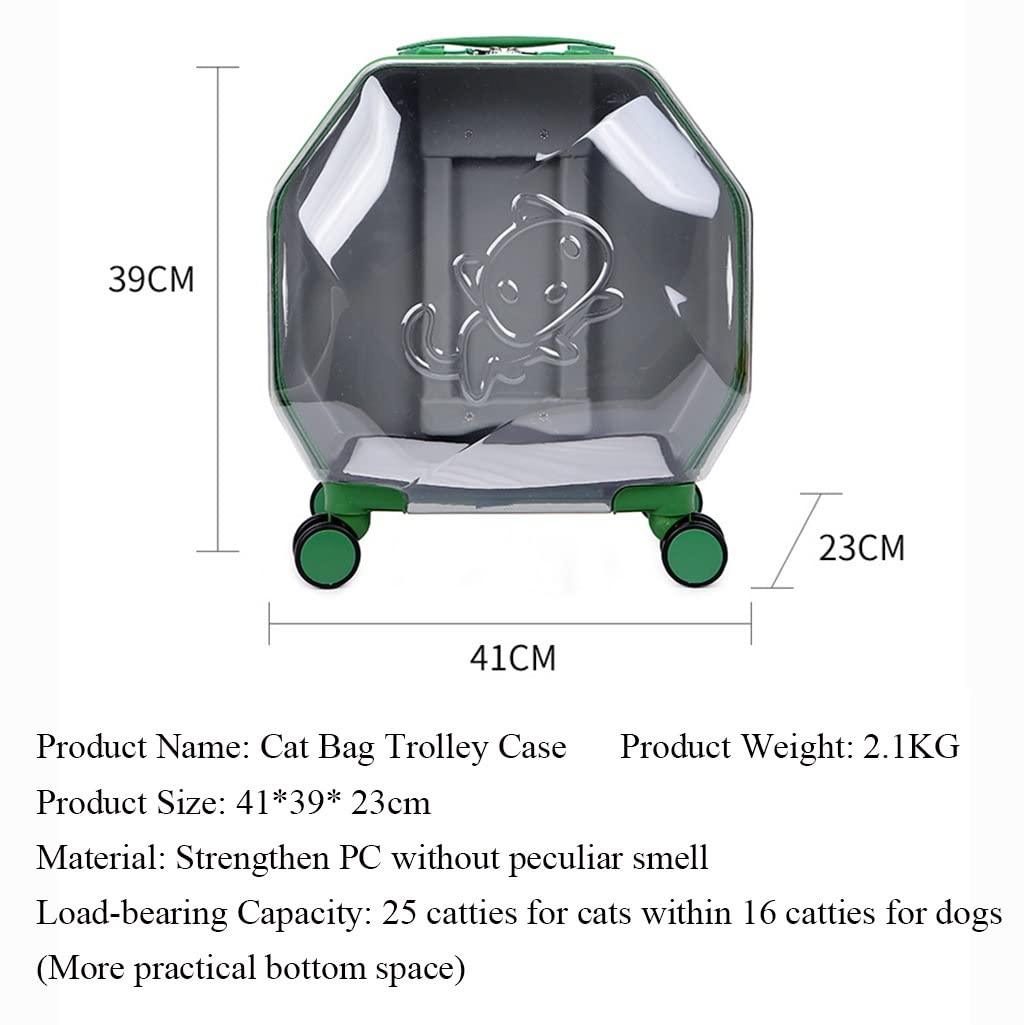 39CM
23CM
41CM
Product Name: Cat Bag Trolley Case Product Weight: 2.1KG
Product Size: 41*39* 23cm
Material: Strengthen PC without peculiar smell
Load-bearing Capacity: 25 catties for cats within 16 catties for dogs
(More practical bottom space)